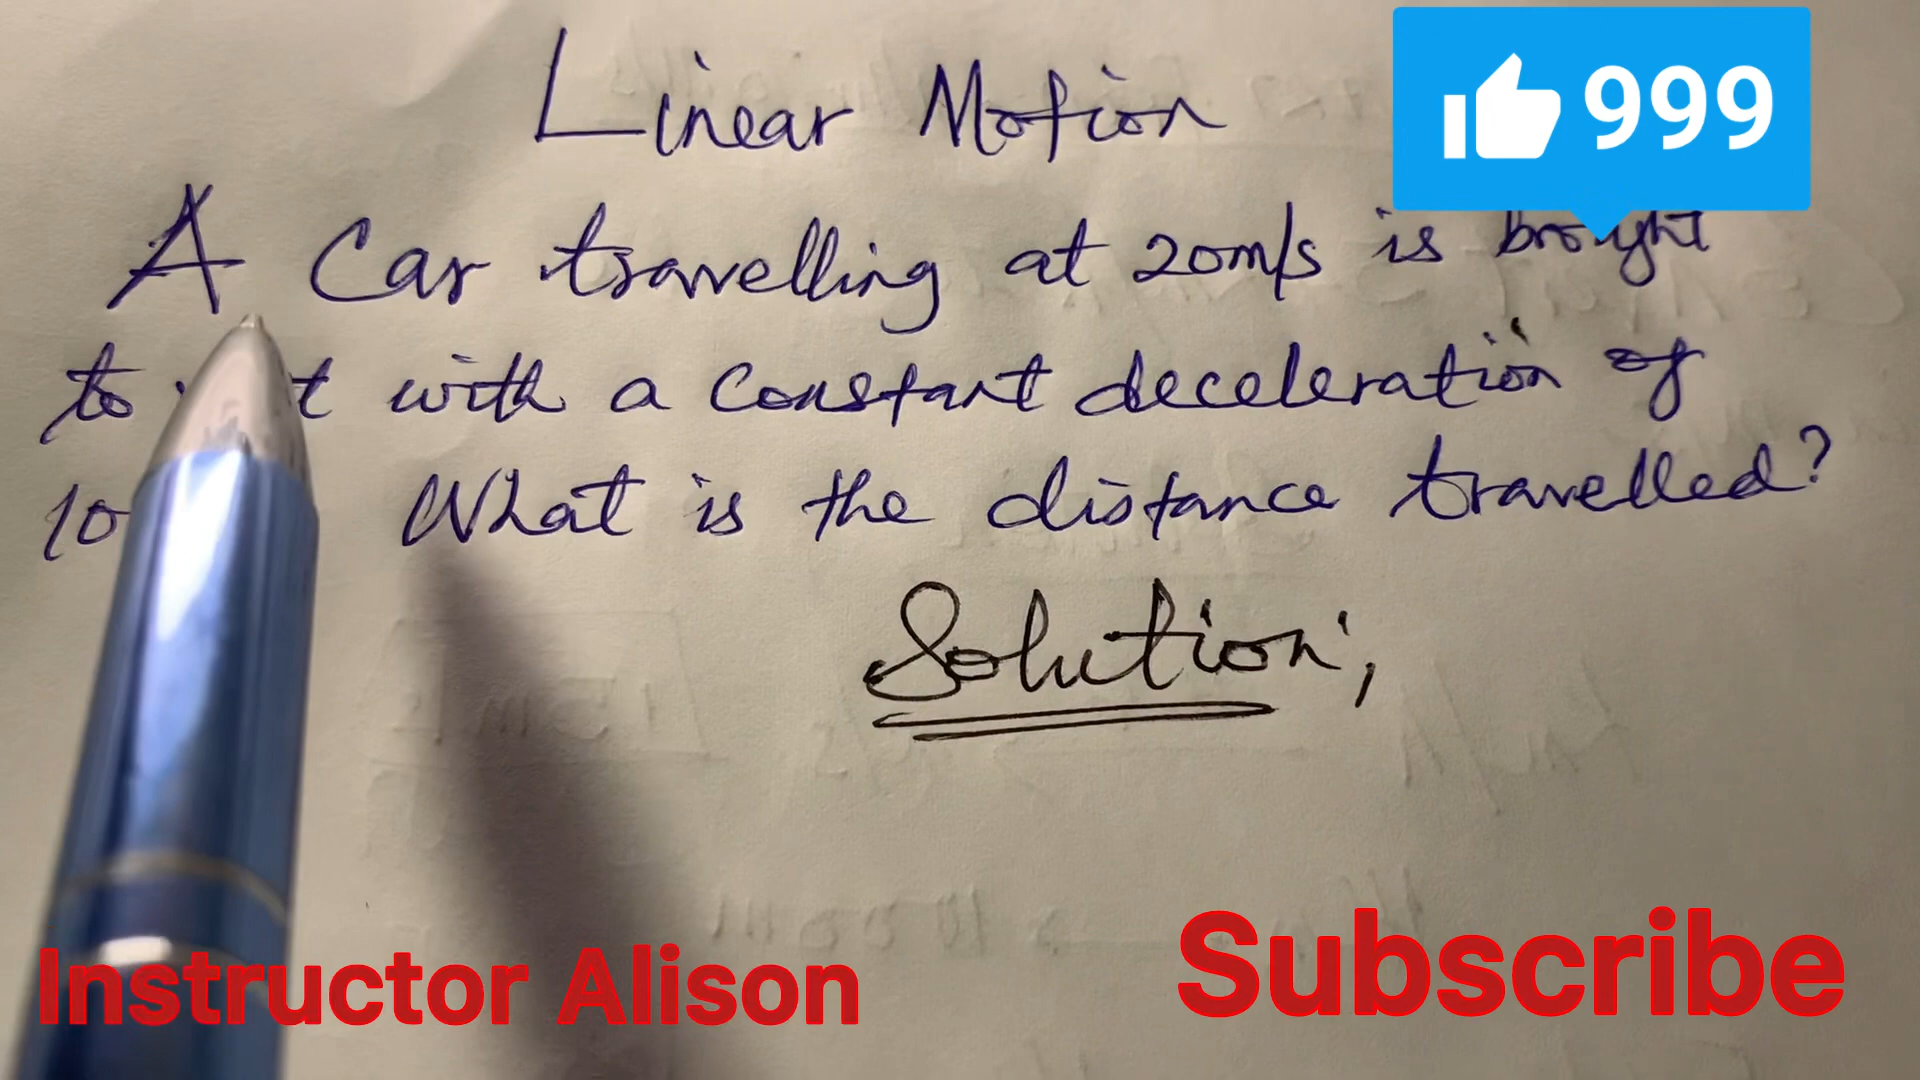 Linear Motion
999
A Car travelling at 20m/s is brought
to with a Constant deceleration of
10 What is the distance travelled?
Solution;
Instructor Alison
Subscribe